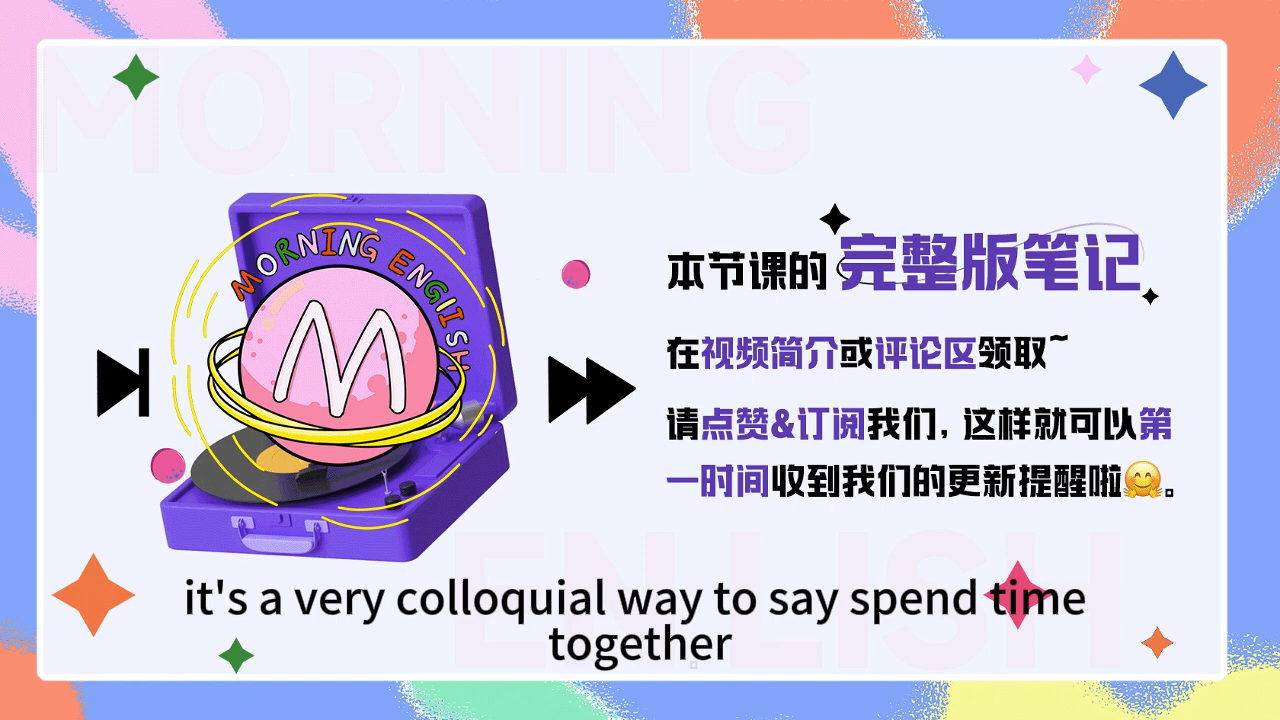 MORNING
MORNING ENGLISH
M
本节课的完整版笔记
在视频简介或评论区领取~
请点赞&订阅我们，这样就可以第
一时间收到我们的更新提醒啦🤗。
ENGLISH
it's a very colloquial way to say spend time
together